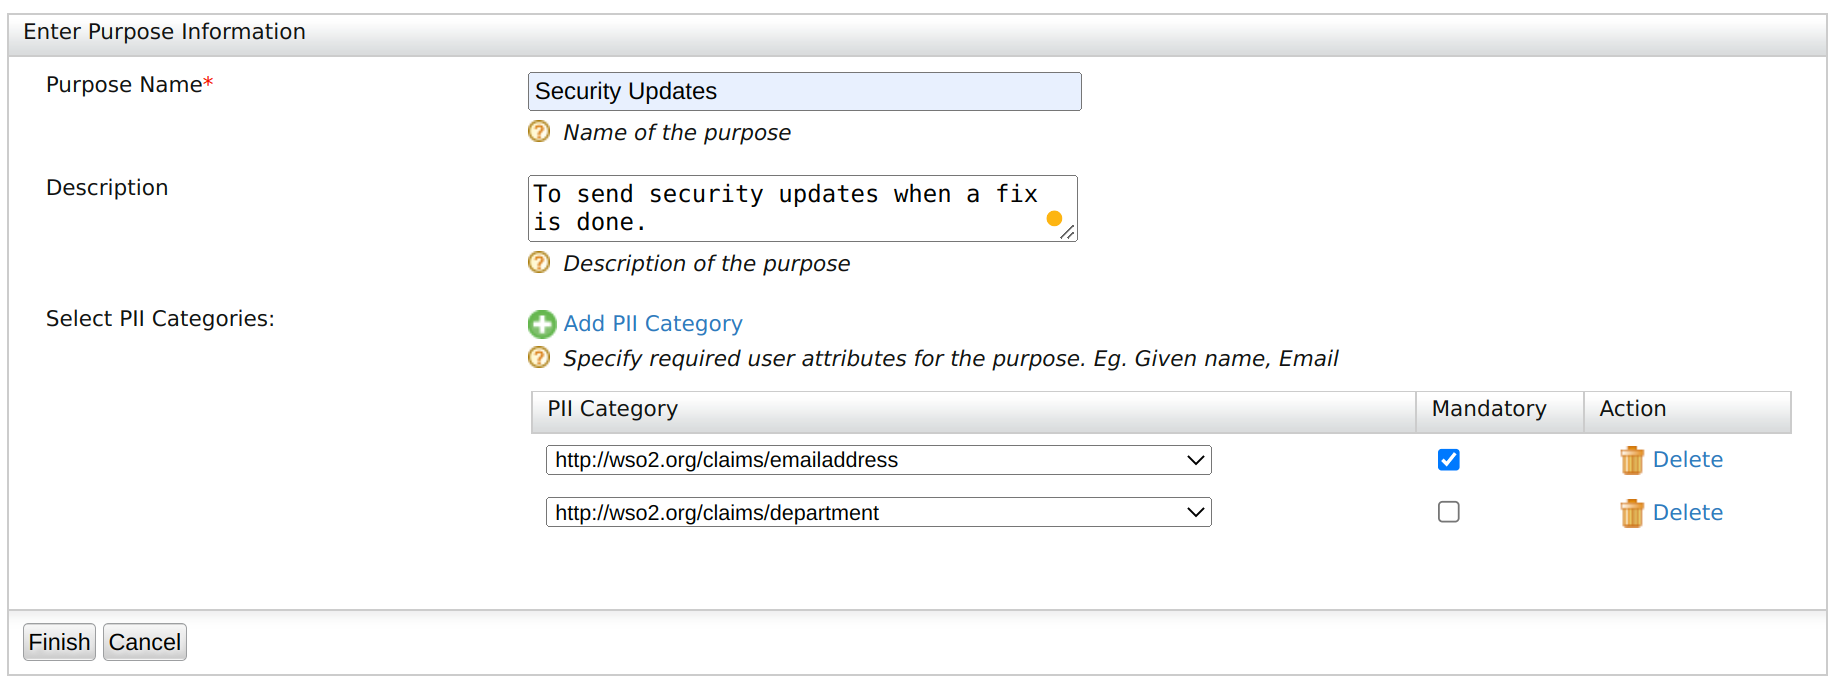 Enter Purpose Information
Purpose Name*
Security Updates
Name of the purpose
Description
To send security updates when a fix
is done.
Description of the purpose
Select PII Categories:
Add PII Category
Specify required user attributes for the purpose. Eg. Given name, Email
PII Category Mandatory Action
http://wso2.org/claims/emailaddress Delete
http://wso2.org/claims/department Delete
Finish Cancel